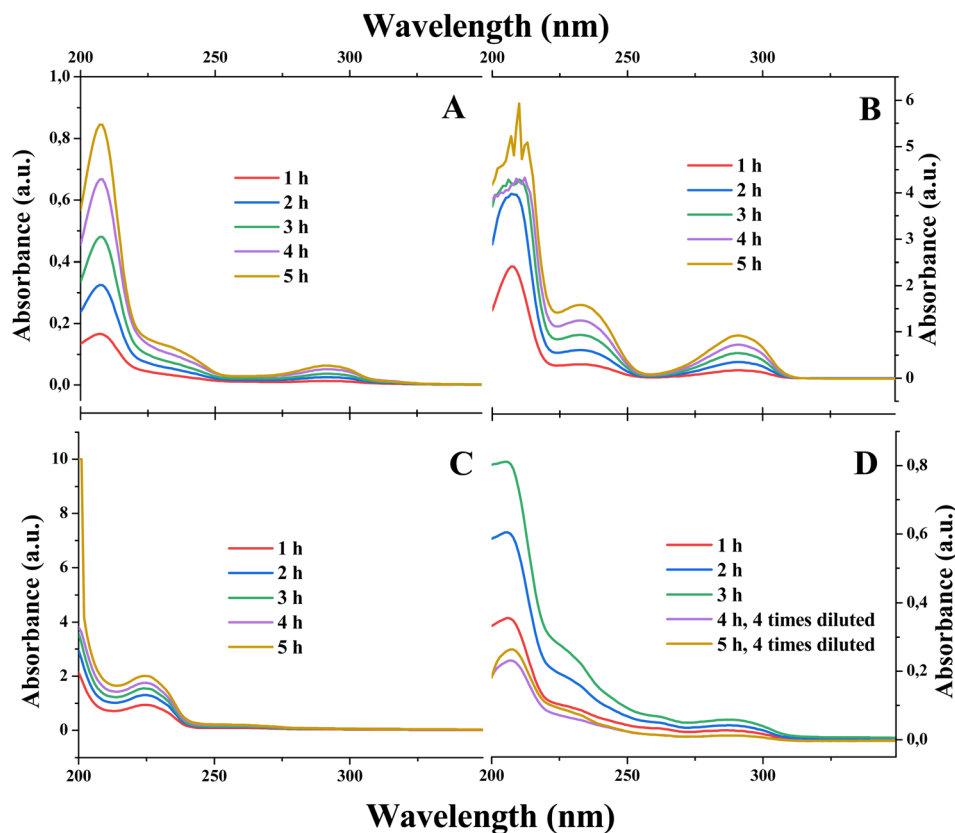 Wavelength (nm)
200 250 300 200 250 300
A
1,0
0,8
0,6
0,4
0,2
0,0
Absorbance (a.u.)
1 h
2 h
3 h
4 h
5 h
B
6
5
4
3
2
1
0
Absorbance (a.u.)
1 h
2 h
3 h
4 h
5 h
C
10
8
6
4
2
0
Absorbance (a.u.)
1 h
2 h
3 h
4 h
5 h
D
0,8
0,6
0,4
0,2
0,0
Absorbance (a.u.)
1 h
2 h
3 h
4 h, 4 times diluted
5 h, 4 times diluted
200 250 300 200 250 300
Wavelength (nm)